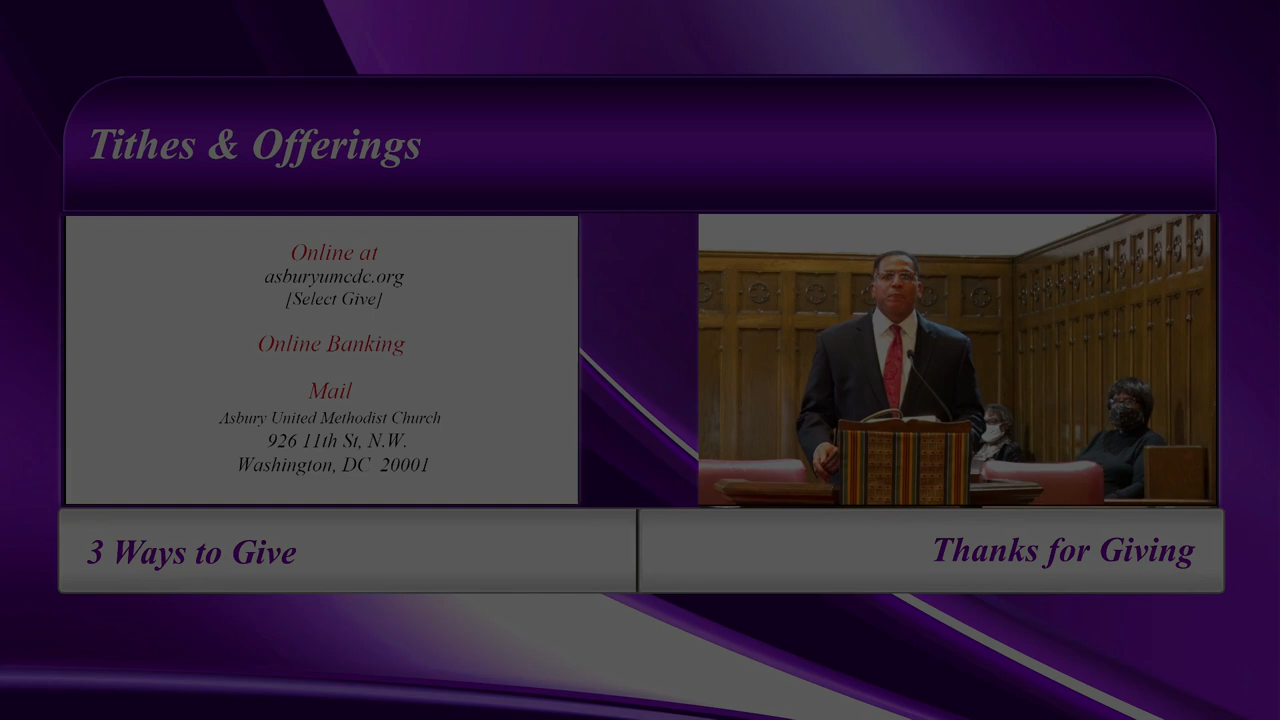 Tithes & Offerings
Online at
asburyumcdc.org
[Select Give]
Online Banking
Mail
Asbury United Methodist Church
926 11th St, N.W.
Washington, DC  20001
3 Ways to Give
Thanks for Giving